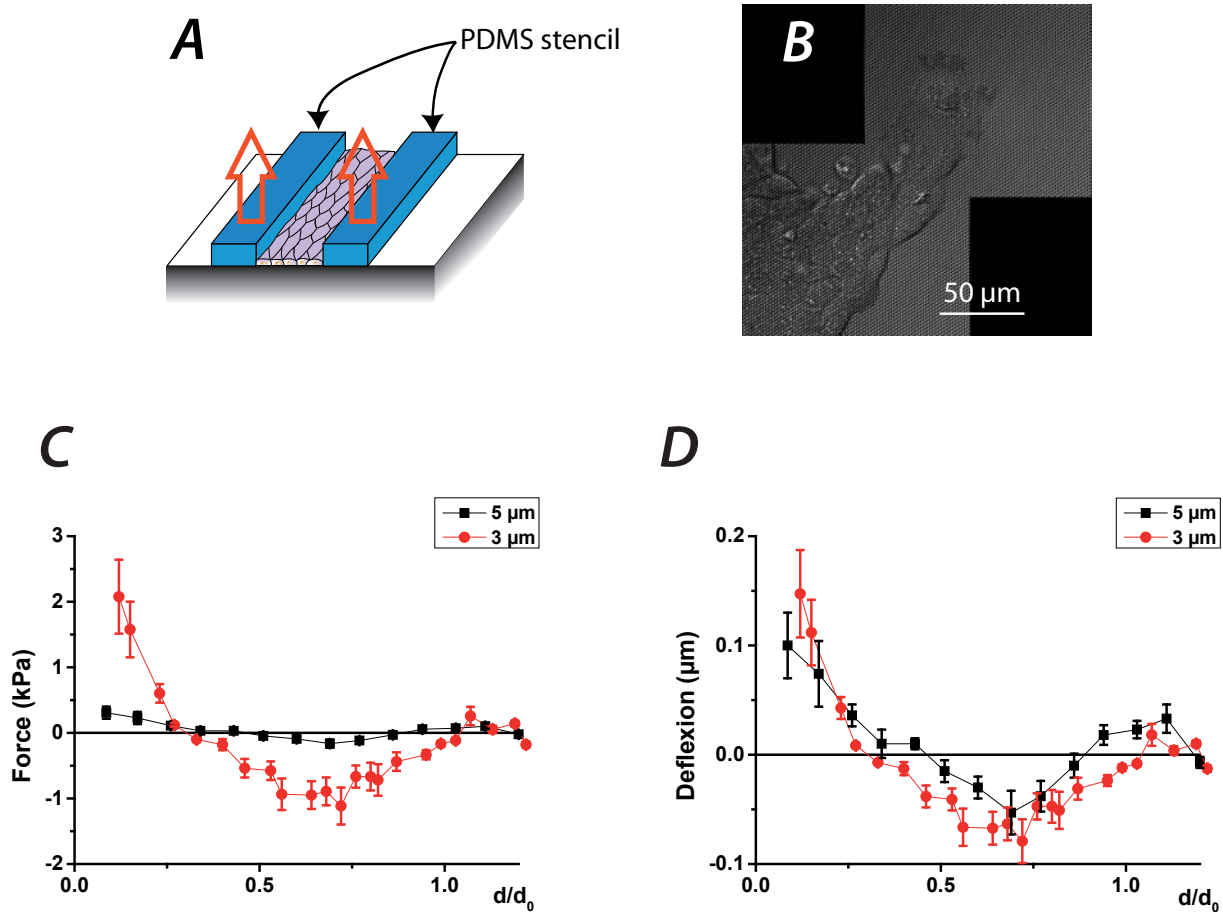 A
PDMS stencil
B
50 µm
C
5 µm
3 µm
3
2
1
0
-1
-2
Force (kPa)
0.0
0.5
1.0
d/d0
D
5 µm
3 µm
0.2
0.1
0.0
-0.1
Deflexion (µm)
0.0
0.5
1.0
d/d0